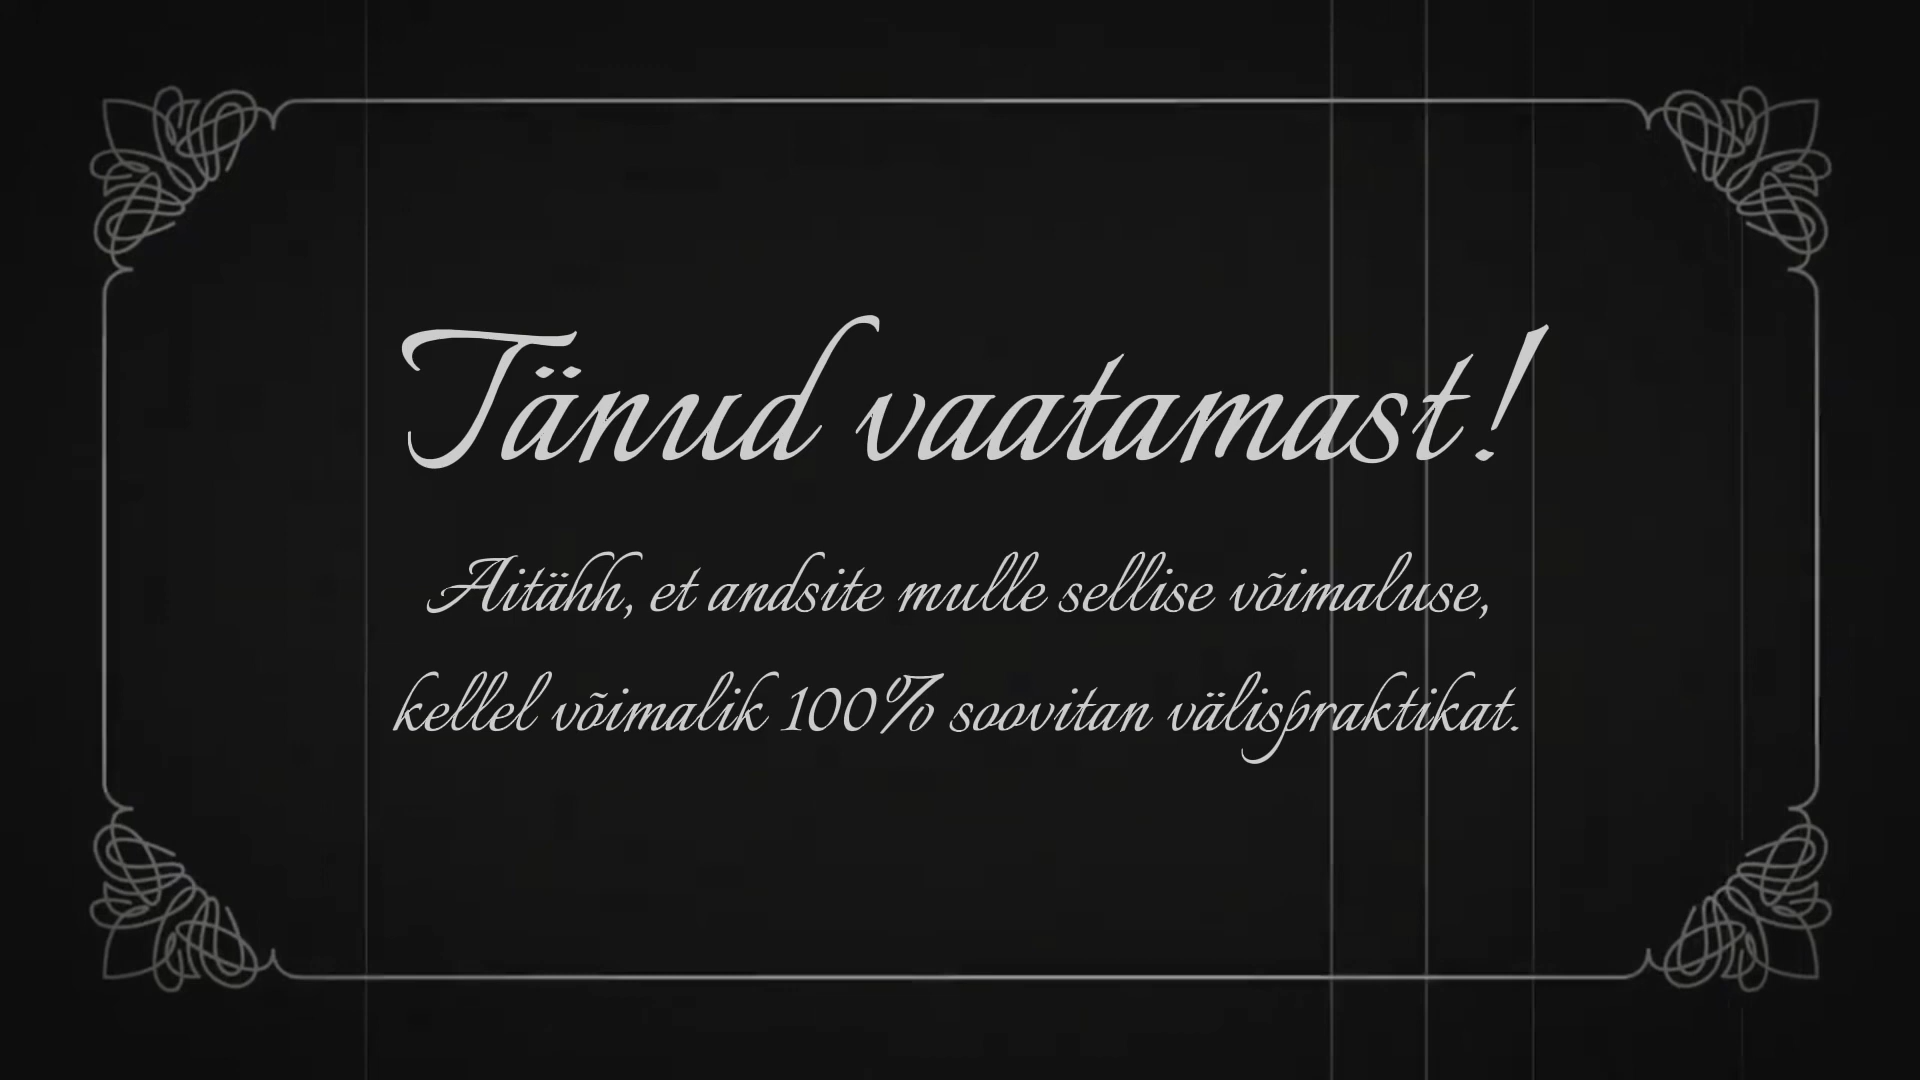 Tänud vaatamast!
Aitähh, et andsite mulle sellise võimaluse,
kellel võimalik 100% soovitan välispraktikat.